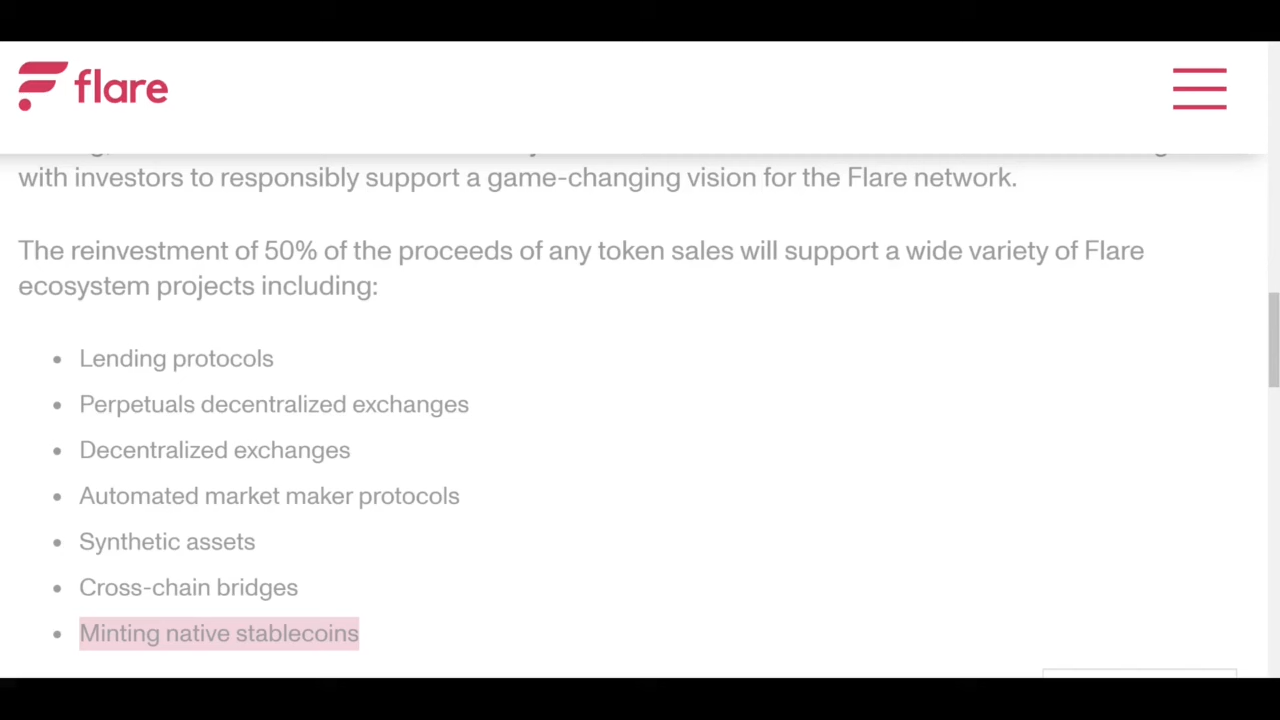 flare
with investors to responsibly support a game-changing vision for the Flare network.
The reinvestment of 50% of the proceeds of any token sales will support a wide variety of Flare
ecosystem projects including:
• Lending protocols
• Perpetuals decentralized exchanges
• Decentralized exchanges
• Automated market maker protocols
• Synthetic assets
• Cross-chain bridges
• Minting native stablecoins